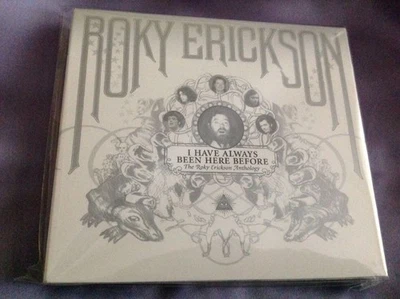 ROKY ERICKSON
I HAVE ALWAYS
BEEN HERE BEFORE
The Roky Erickson Anthology